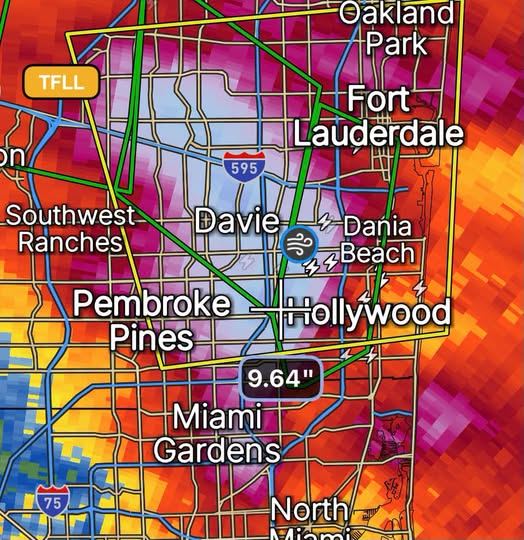 Oakland
Park
TFLL
Fort
Lauderdale
on
595
Southwest
Ranches
Davie
Dania
Beach
Pembroke
Pines
Hollywood
9.64"
Miami
Gardens
75
North
Miami